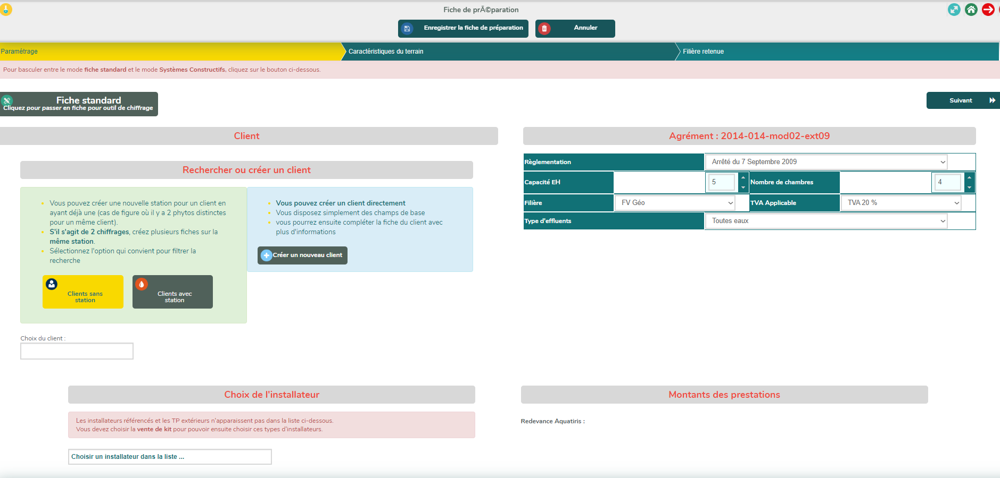 Fiche de prÃ©paration
Enregistrer la fiche de préparation
Annuler
Paramétrage
Caractéristiques du terrain
Filière retenue
Pour basculer entre le mode fiche standard et le mode Systèmes Constructifs, cliquez sur le bouton ci-dessous.
Fiche standard
Cliquez pour passer en fiche pour outil de chiffrage
Suivant
Client
Rechercher ou créer un client
Vous pouvez créer une nouvelle station pour un client en
ayant déjà une (cas de figure où il y a 2 phytos distinctes
pour un même client).
S'il s'agit de 2 chiffrages, créez plusieurs fiches sur la
même station.
Sélectionnez l'option qui convient pour filtrer la
recherche
Clients sans
station
Clients avec
station
Vous pouvez créer un client directement
Vous disposez simplement des champs de base
vous pourrez ensuite compléter la fiche du client avec
plus d'informations
Créer un nouveau client
Choix du client :
Agrément : 2014-014-mod02-ext09
Règlementation
Arrêté du 7 Septembre 2009
Capacité EH
5
Nombre de chambres
4
Filière
FV Géo
TVA Applicable
TVA 20 %
Type d'effluents
Toutes eaux
Choix de l'installateur
Les installateurs référencés et les TP extérieurs n'apparaissent pas dans la liste ci-dessous.
Vous devez choisir la vente de kit pour pouvoir ensuite choisir ces types d'installateurs.
Choisir un installateur dans la liste ...
Montants des prestations
Redevance Aquatiris :